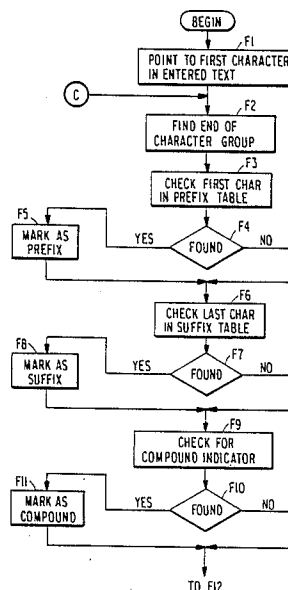 BEGIN
F1
POINT TO FIRST CHARACTER
IN ENTERED TEXT
C
F2
FIND END OF
CHARACTER GROUP
F3
CHECK FIRST CHAR
IN PREFIX TABLE
F5
MARK AS
PREFIX
YES
F4
FOUND
NO
F6
CHECK LAST CHAR
IN SUFFIX TABLE
F8
MARK AS
SUFFIX
YES
F7
FOUND
NO
F9
CHECK FOR
COMPOUND INDICATOR
F11
MARK AS
COMPOUND
YES
F10
FOUND
NO
TO F12